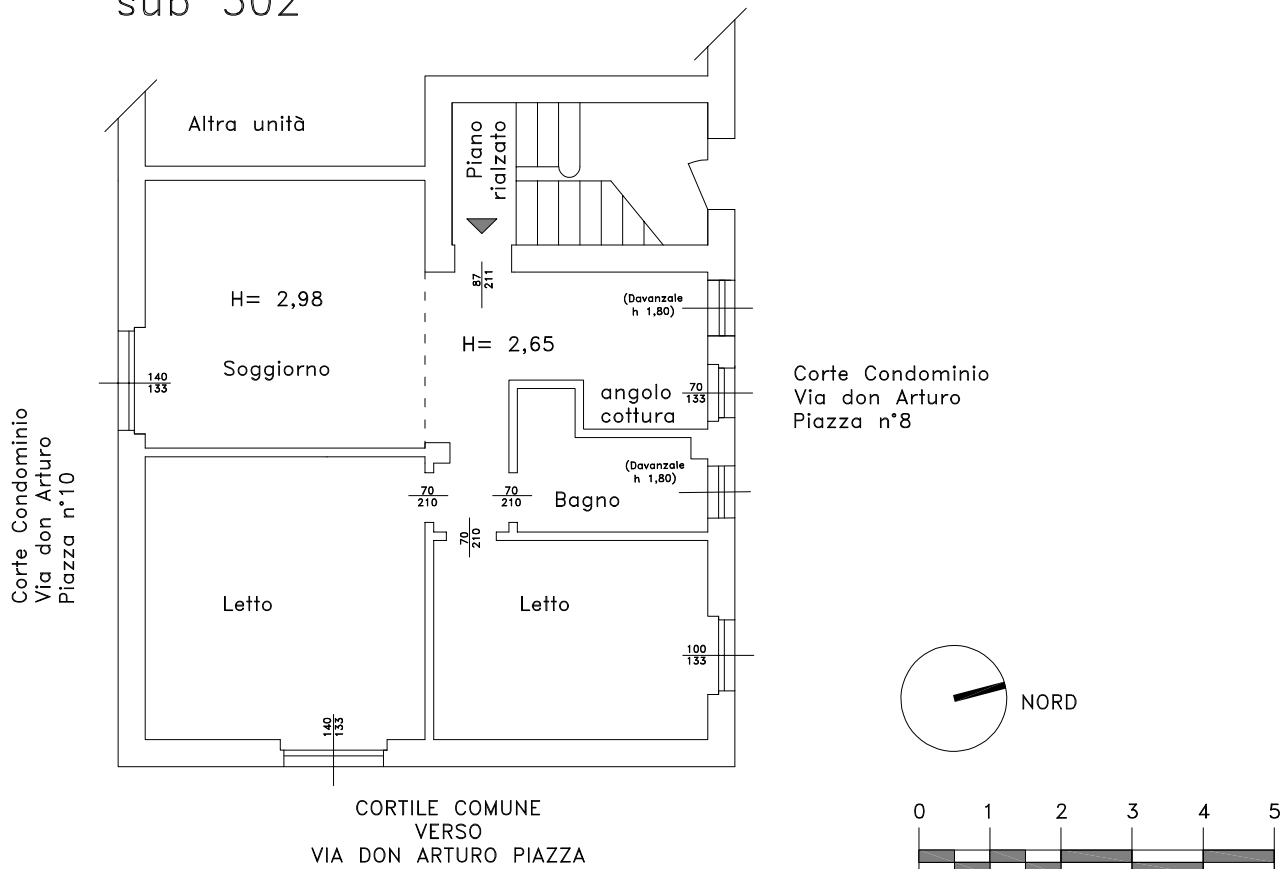 sub 502
Altra unità
Piano
rialzato
H= 2,98
87
211
(Davanzale
h 1,80)
H= 2,65
Soggiorno
140
133
angolo
cottura
70
133
Corte Condominio
Via don Arturo
Piazza n°8
Corte Condominio
Via don Arturo
Piazza n°10
(Davanzale
h 1,80)
70
210
70
210
Bagno
70
210
Letto
Letto
100
133
140
133
NORD
CORTILE COMUNE
VERSO
VIA DON ARTURO PIAZZA
0 1 2 3 4 5